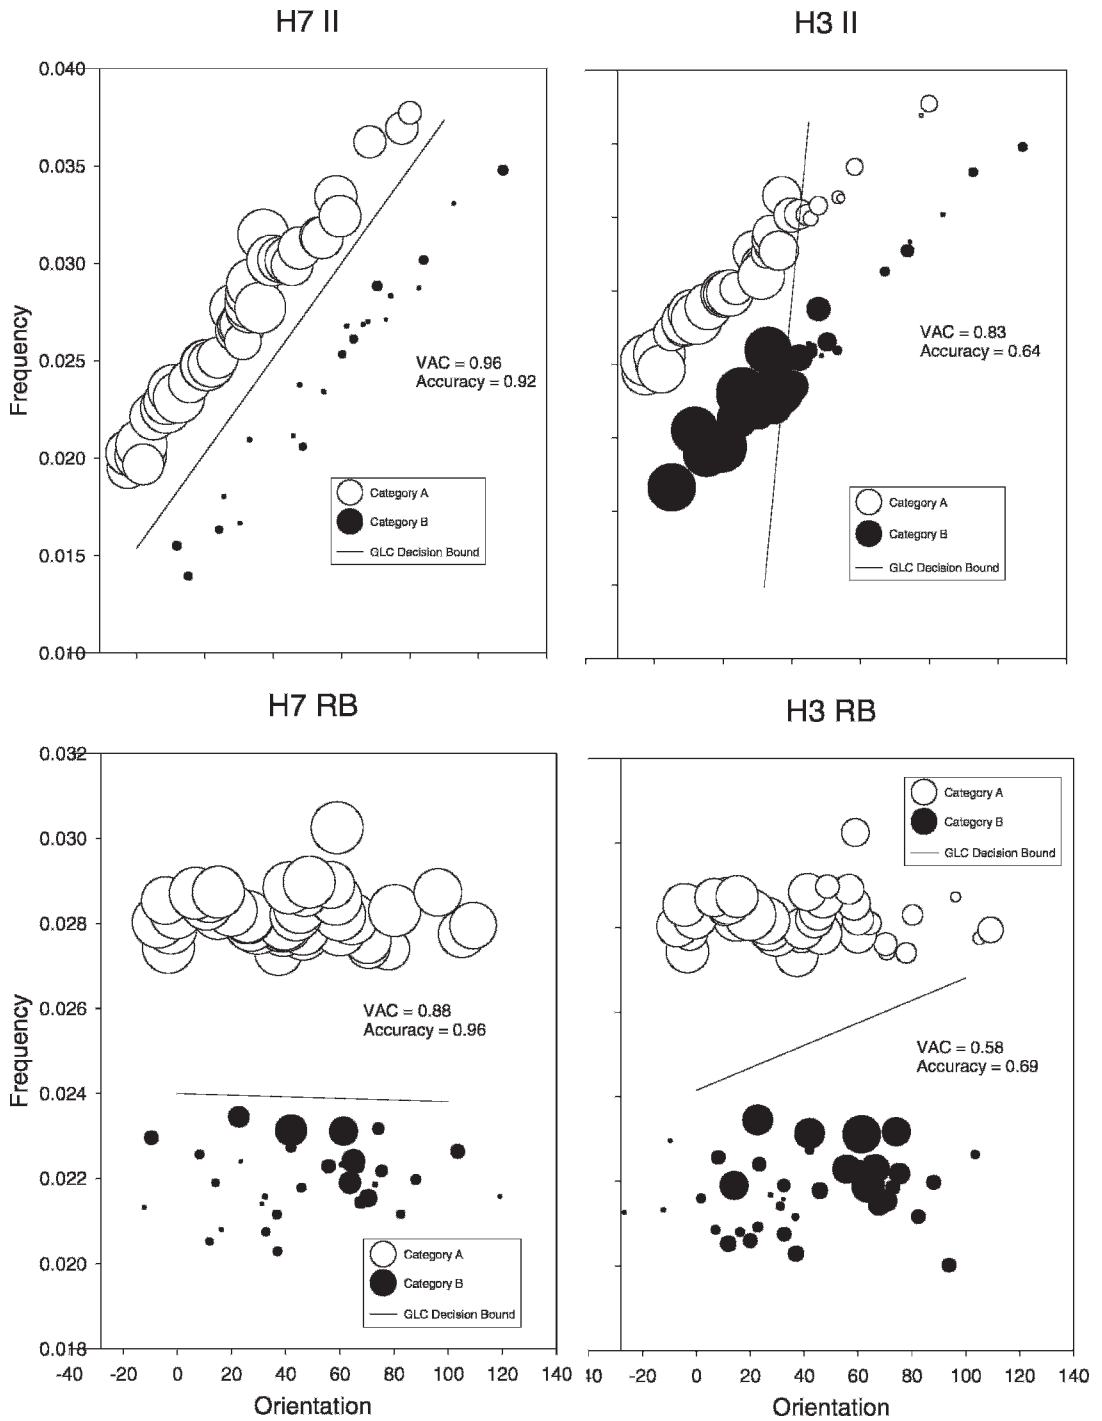 H7 II
H3 II
0.040
0.035
0.030
0.025
0.020
0.015
0.010
Frequency
VAC = 0.96
Accuracy = 0.92
Category A
Category B
GLC Decision Bound
VAC = 0.83
Accuracy = 0.64
Category A
Category B
GLC Decision Bound
H7 RB
H3 RB
0.032
0.030
0.028
0.026
0.024
0.022
0.020
0.018
Frequency
VAC = 0.88
Accuracy = 0.96
Category A
Category B
GLC Decision Bound
-40 -20 0 20 40 60 80 100 120 140
Orientation
Category A
Category B
GLC Decision Bound
VAC = 0.58
Accuracy = 0.69
40 -20 0 20 40 60 80 100 120 140
Orientation